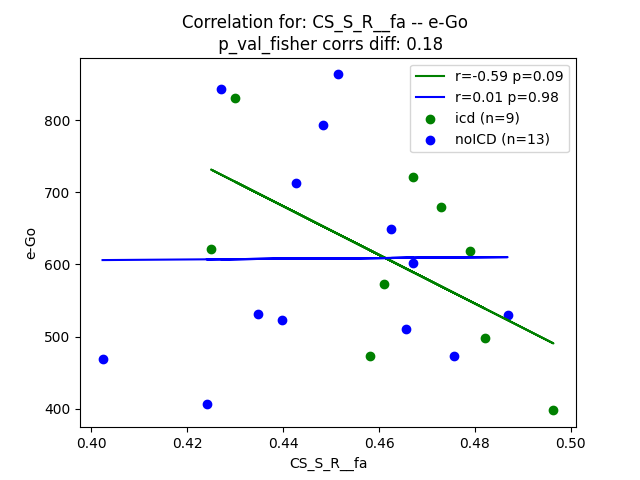 Correlation for: CS_S_R__fa -- e-Go
p_val_fisher corrs diff: 0.18
r=-0.59 p=0.09
r=0.01 p=0.98
icd (n=9)
noICD (n=13)
800
700
600
500
400
e-Go
0.40 0.42 0.44 0.46 0.48 0.50
CS_S_R__fa